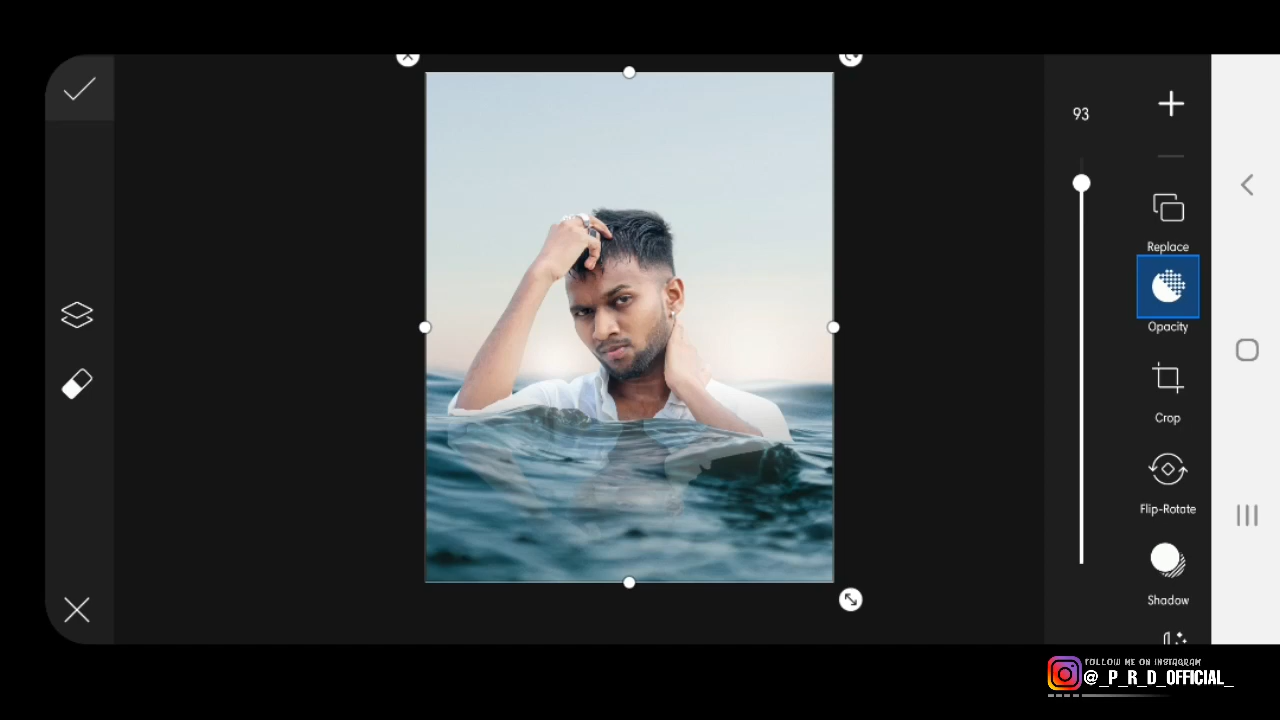 93
Replace
Opacity
Crop
Flip-Rotate
Shadow
FOLLOW ME ON INSTAGRAM
@_P_R_D_OFFICIAL_